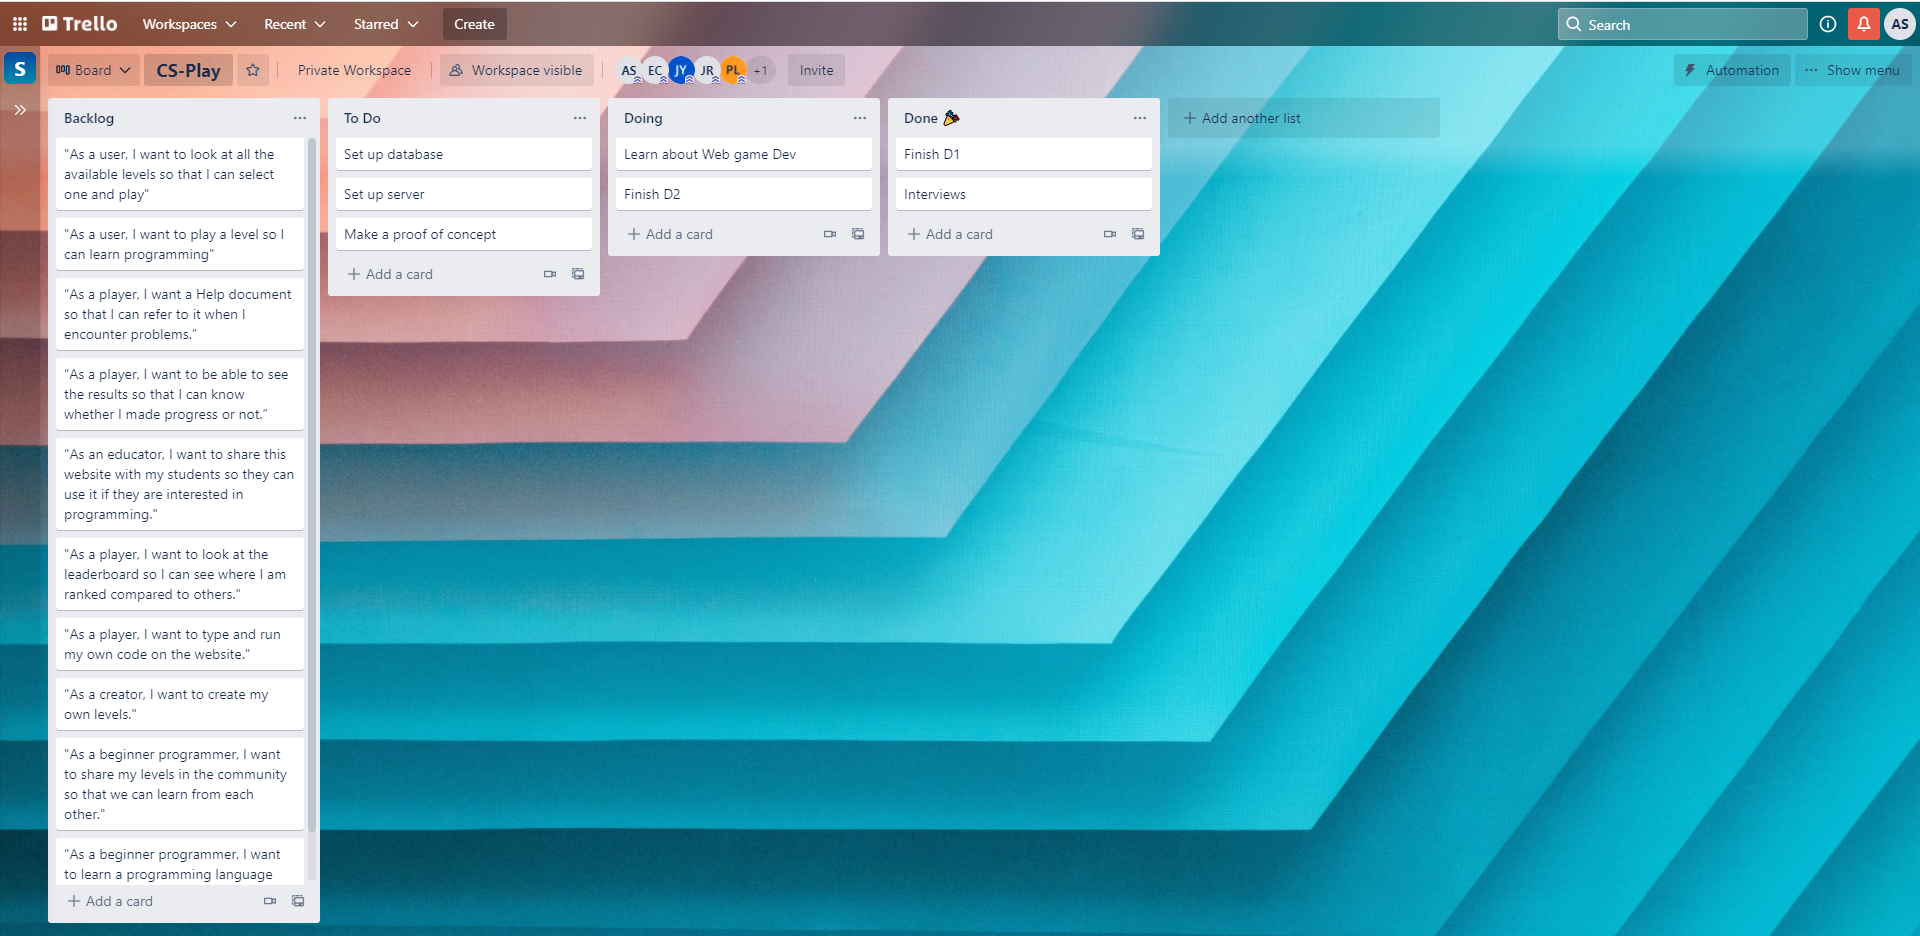 Trello
Workspaces
Recent
Starred
Create
Search
AS
S
Board
CS-Play
Private Workspace
Workspace visible
AS
EC
JY
JR
PL
+1
Invite
Automation
Show menu
Backlog
"As a user, I want to look at all the
available levels so that I can select
one and play"
"As a user, I want to play a level so I
can learn programming"
“As a player, I want a Help document
so that I can refer to it when I
encounter problems.”
“As a player, I want to be able to see
the results so that I can know
whether I made progress or not.”
"As an educator, I want to share this
website with my students so they can
use it if they are interested in
programming."
"As a player, I want to look at the
leaderboard so I can see where I am
ranked compared to others."
"As a player, I want to type and run
my own code on the website."
"As a creator, I want to create my
own levels."
"As a beginner programmer, I want
to share my levels in the community
so that we can learn from each
other."
"As a beginner programmer, I want
to learn a programming language
Add a card
To Do
Set up database
Set up server
Make a proof of concept
Add a card
Doing
Learn about Web game Dev
Finish D2
Add a card
Done 🎉
Finish D1
Interviews
Add a card
Add another list